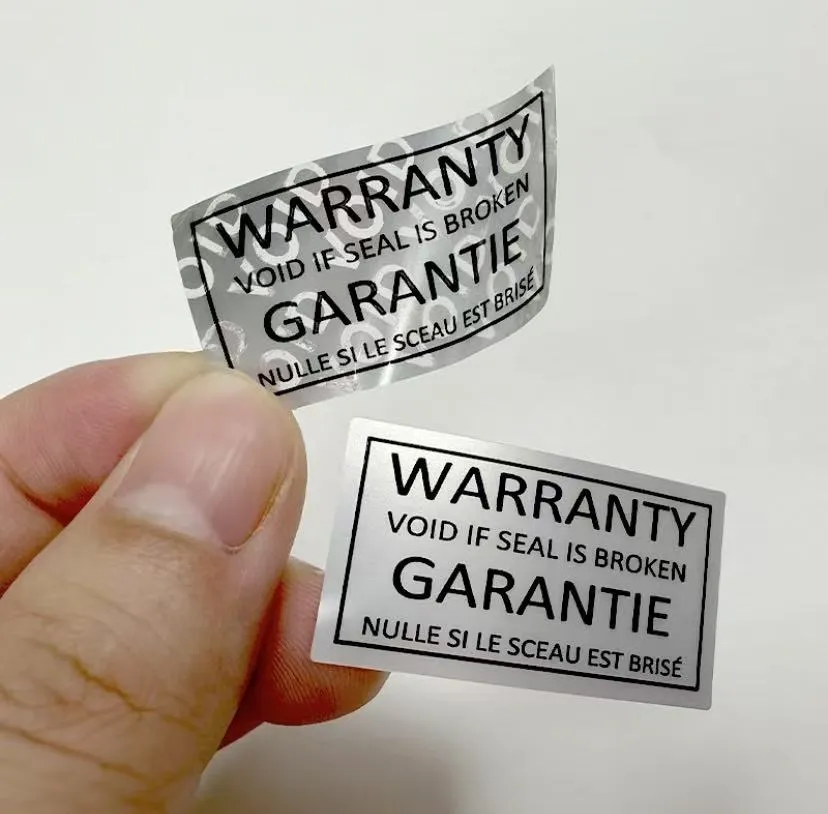 WARRANTY
VOID IF SEAL IS BROKEN
GARANTIE
NULLE SI LE SCEAU EST BRISÉ
WARRANTY
VOID IF SEAL IS BROKEN
GARANTIE
NULLE SI LE SCEAU EST BRISÉ